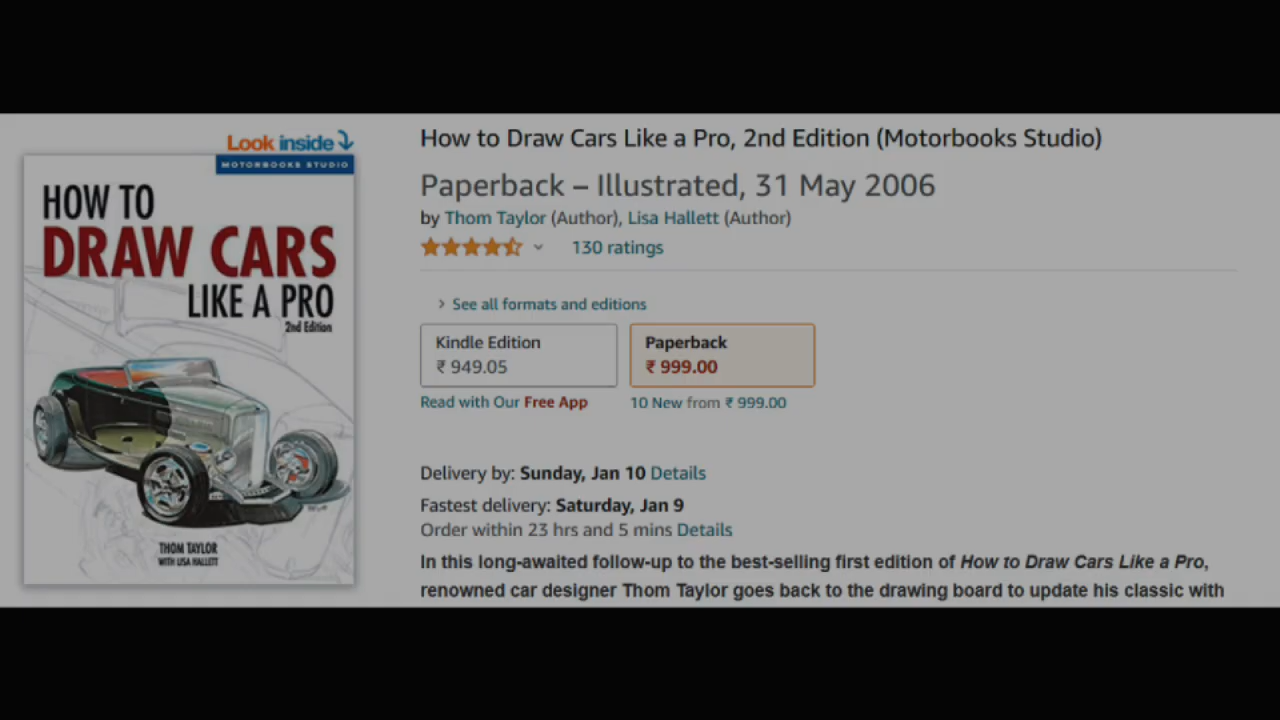 Look inside
MOTORBOOKS STUDIO
HOW TO
DRAW CARS
LIKE A PRO
2nd Edition
THOM TAYLOR
WITH LISA HALLETT
How to Draw Cars Like a Pro, 2nd Edition (Motorbooks Studio)
Paperback – Illustrated, 31 May 2006
by Thom Taylor (Author), Lisa Hallett (Author)
130 ratings
See all formats and editions
Kindle Edition
₹ 949.05
Paperback
₹ 999.00
Read with Our Free App
10 New from ₹ 999.00
Delivery by: Sunday, Jan 10 Details
Fastest delivery: Saturday, Jan 9
Order within 23 hrs and 5 mins Details
In this long-awaited follow-up to the best-selling first edition of How to Draw Cars Like a Pro,
renowned car designer Thom Taylor goes back to the drawing board to update his classic with